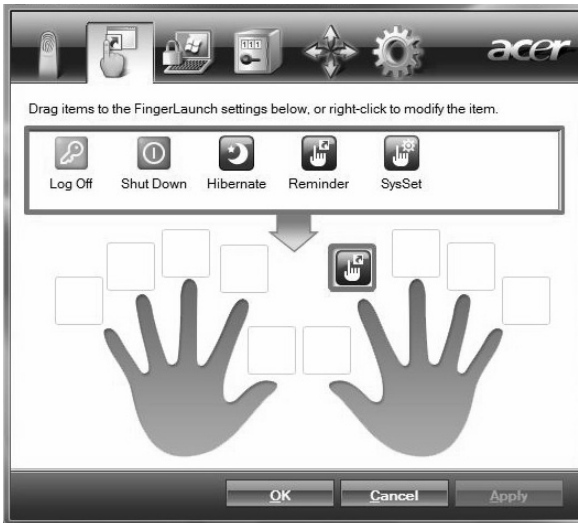 acer
Drag items to the FingerLaunch settings below, or right-click to modify the item.
Log Off Shut Down Hibernate Reminder SysSet
OK Cancel Apply